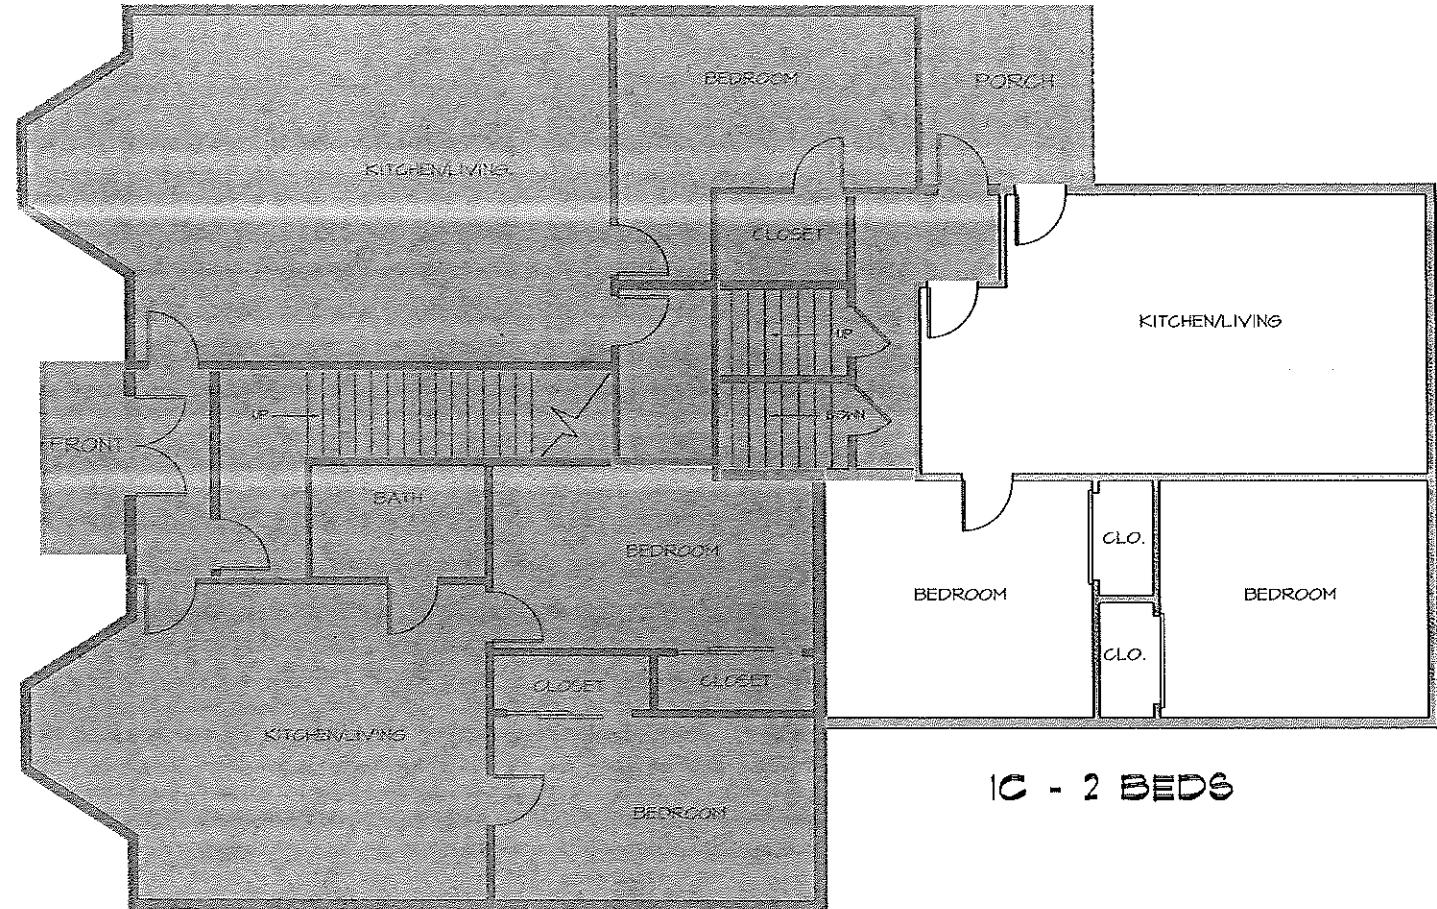 BEDROOM
PORCH
KITCHEN/LIVING
CLOSET
UP
KITCHEN/LIVING
UP
DOWN
FRONT
BATH
BEDROOM
CLO.
BEDROOM
BEDROOM
CLO.
CLOSET
CLOSET
KITCHEN/LIVING
BEDROOM
1C - 2 BEDS